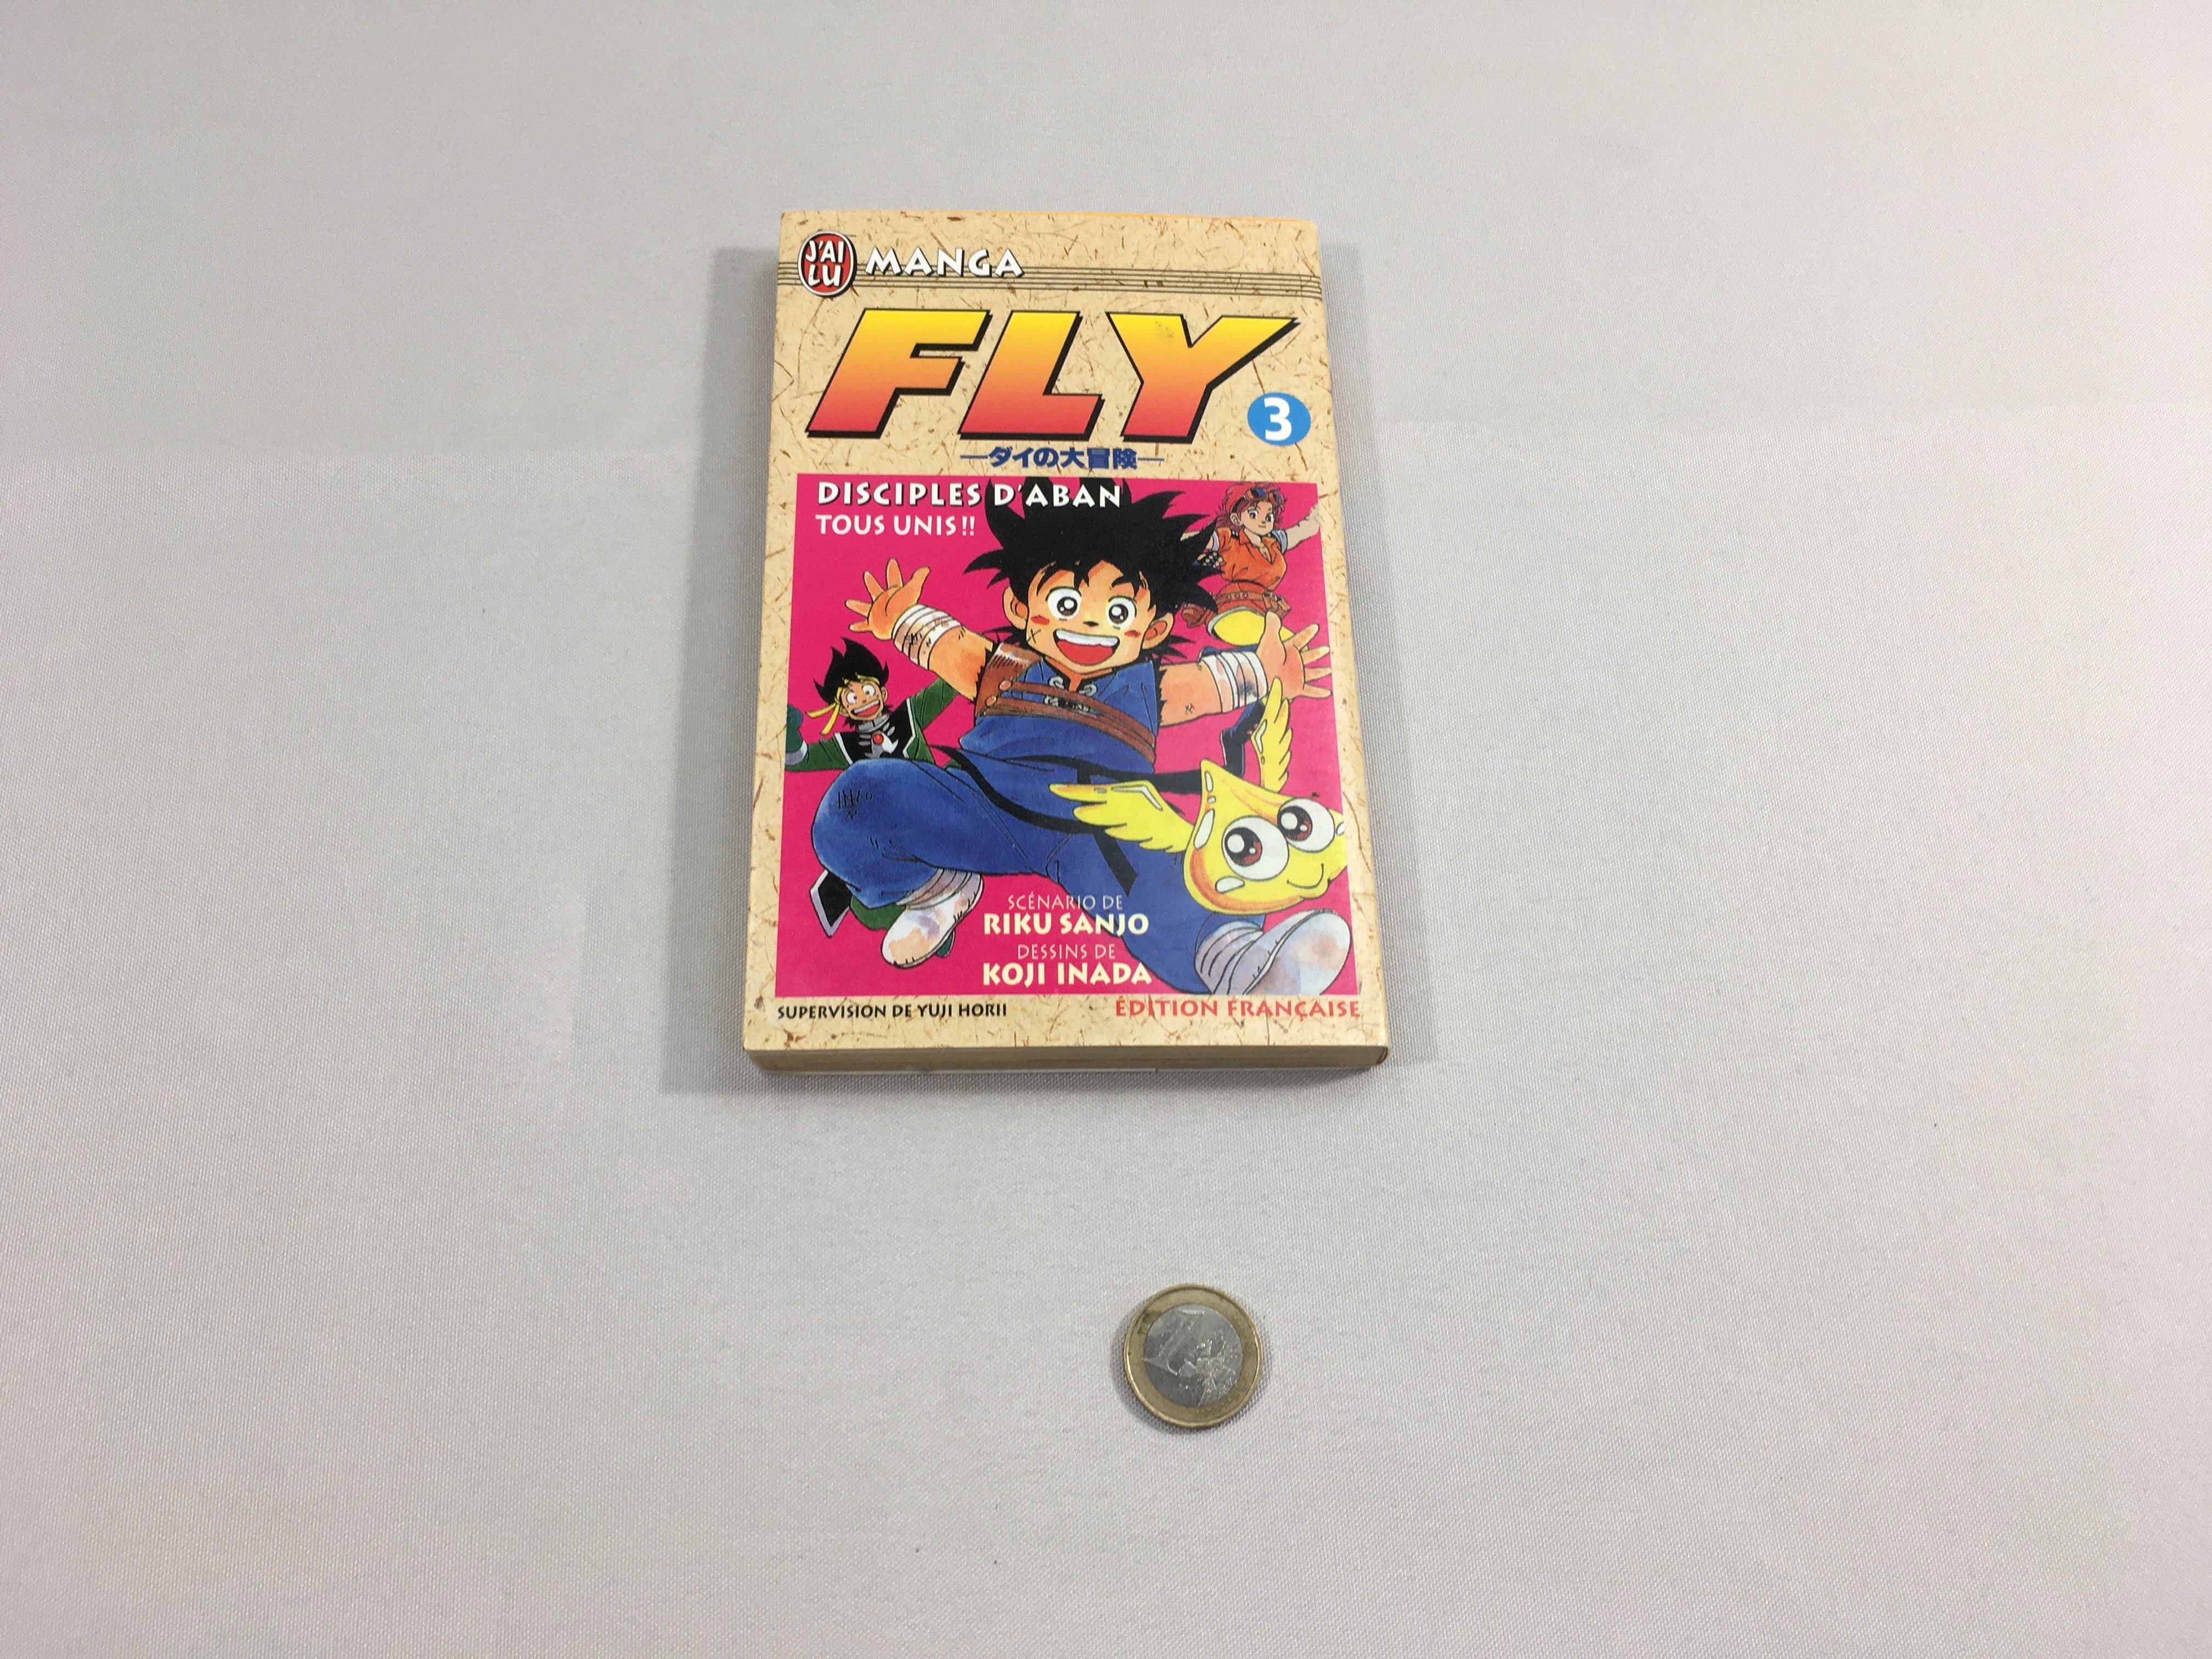 J'AI
LU
MANGA
FLY
3
—ダイの大冒険—
DISCIPLES D'ABAN
TOUS UNIS!!
SCÉNARIO DE
RIKU SANJO
DESSINS DE
KOJI INADA
SUPERVISION DE YUJI HORII
ÉDITION FRANÇAISE